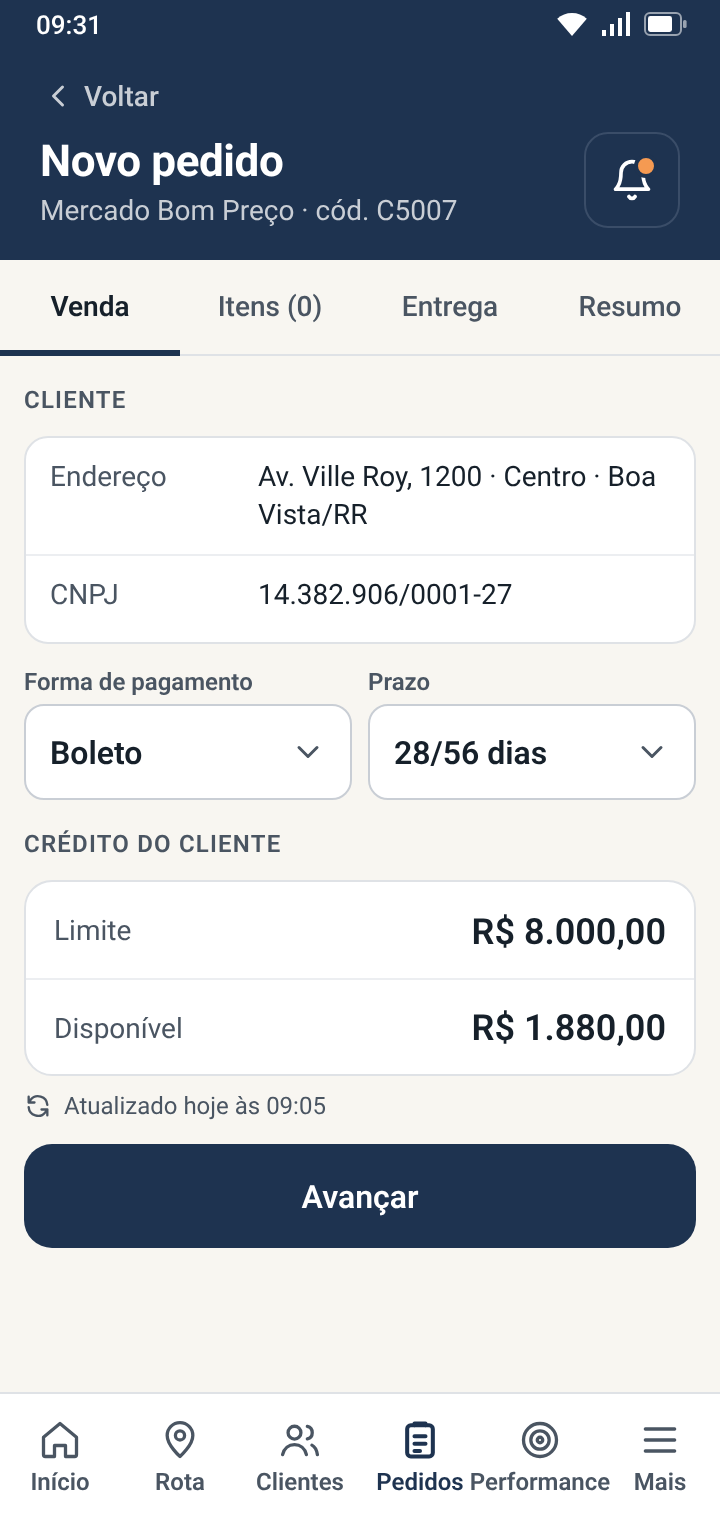 09:31
Voltar
Novo pedido
Mercado Bom Preço · cód. C5007
Venda
Itens (0)
Entrega
Resumo
CLIENTE
Endereço
Av. Ville Roy, 1200 · Centro · Boa
Vista/RR
CNPJ
14.382.906/0001-27
Forma de pagamento
Prazo
Boleto
28/56 dias
CRÉDITO DO CLIENTE
Limite
R$ 8.000,00
Disponível
R$ 1.880,00
Atualizado hoje às 09:05
Avançar
Início
Rota
Clientes
Pedidos
Performance
Mais